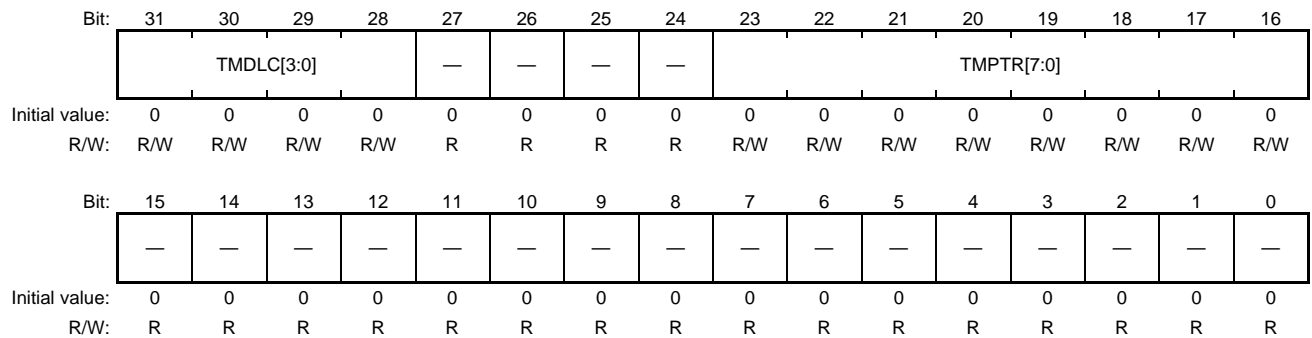 Bit: 31 30 29 28 27 26 25 24 23 22 21 20 19 18 17 16
TMDLC[3:0] — — — — TMPTR[7:0]
Initial value: 0 0 0 0 0 0 0 0 0 0 0 0 0 0 0 0
R/W: R/W R/W R/W R/W R R R R R/W R/W R/W R/W R/W R/W R/W R/W
Bit: 15 14 13 12 11 10 9 8 7 6 5 4 3 2 1 0
— — — — — — — — — — — — — — — —
Initial value: 0 0 0 0 0 0 0 0 0 0 0 0 0 0 0 0
R/W: R R R R R R R R R R R R R R R R